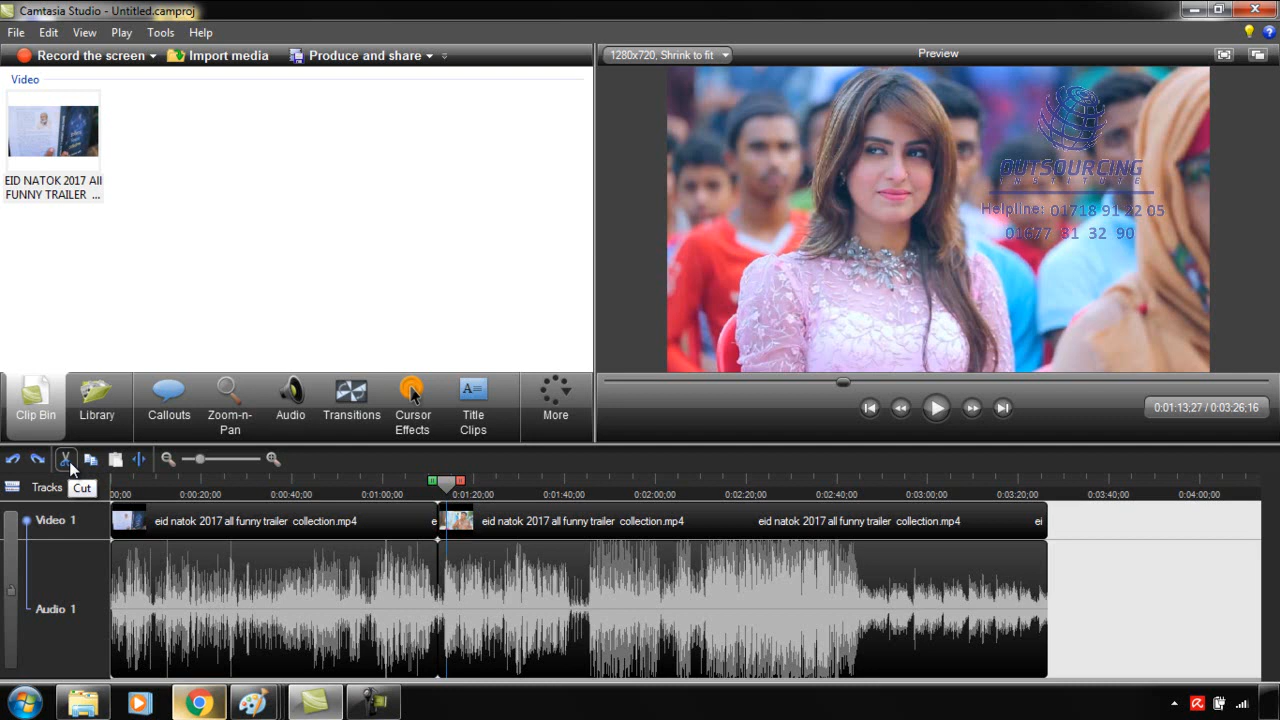 Camtasia Studio - Untitled.camproj
File Edit View Play Tools Help
Record the screen Import media Produce and share
1280x720, Shrink to fit
Preview
Video
EID NATOK 2017 All
FUNNY TRAILER ...
OUTSOURCING
INSTITUTE
Helpline: 01718 91 22 05
01677 81 32 90
Clip Bin
Library
Callouts
Zoom-n-
Pan
Audio
Transitions
Cursor
Effects
Title
Clips
More
0:01:13;27 / 0:03:26;16
Tracks
Cut
00;00 0:00:20;00 0:00:40;00 0:01:00;00 0:01:20;00 0:01:40;00 0:02:00;00 0:02:20;00 0:02:40;00 0:03:00;00 0:03:20;00 0:03:40;00 0:04:00;00
Video 1
eid natok 2017 all funny trailer collection.mp4 e eid natok 2017 all funny trailer collection.mp4 eid natok 2017 all funny trailer collection.mp4 ei
Audio 1